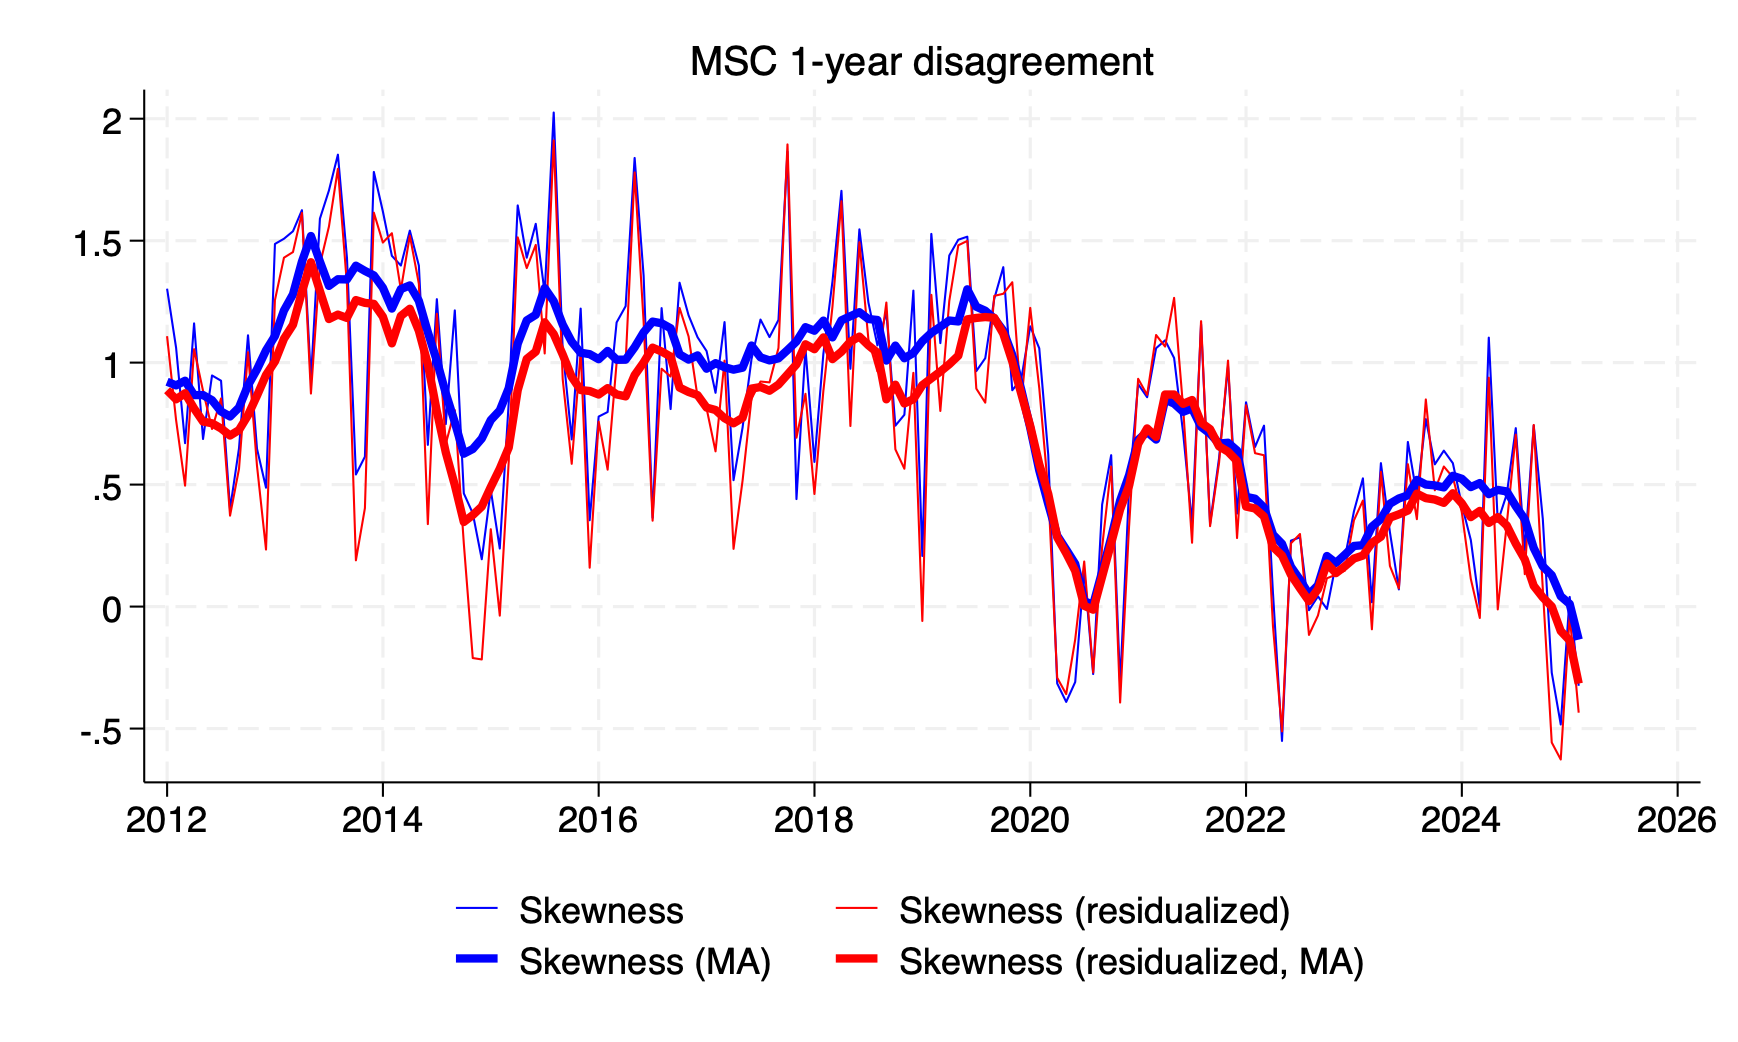 MSC 1-year disagreement
2
1.5
1
.5
0
-.5
2012 2014 2016 2018 2020 2022 2024 2026
Skewness Skewness (residualized)
Skewness (MA) Skewness (residualized, MA)